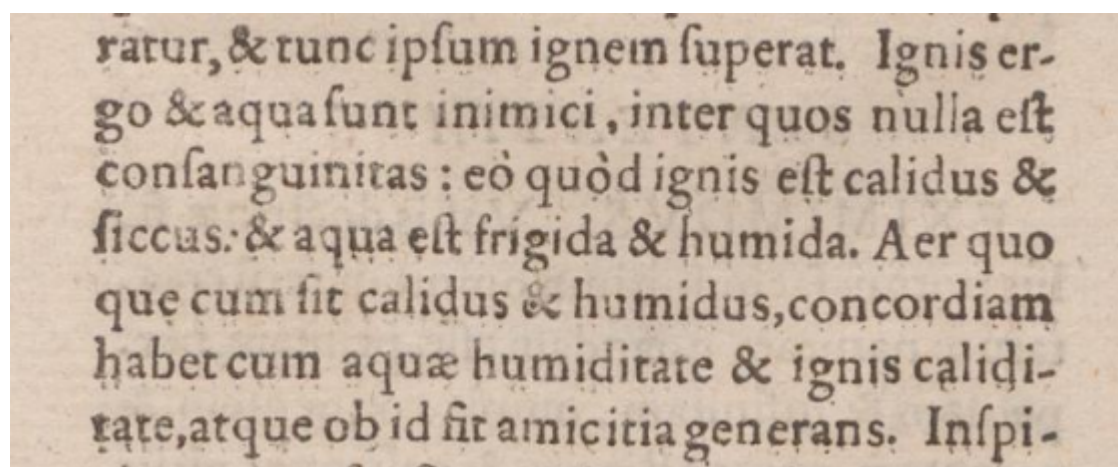 ratur, & tunc ipſum ignem ſuperat. Ignis er-
go & aqua ſunt inimici, inter quos nulla eſt
conſanguinitas: eò quòd ignis eſt calidus &
ſiccus: & aqua eſt frigida & humida. Aer quo
que cum ſit calidus & humidus, concordiam
habet cum aquæ humiditate & ignis calidi-
tate, atque ob id fit amicitia generans. Inſpi-